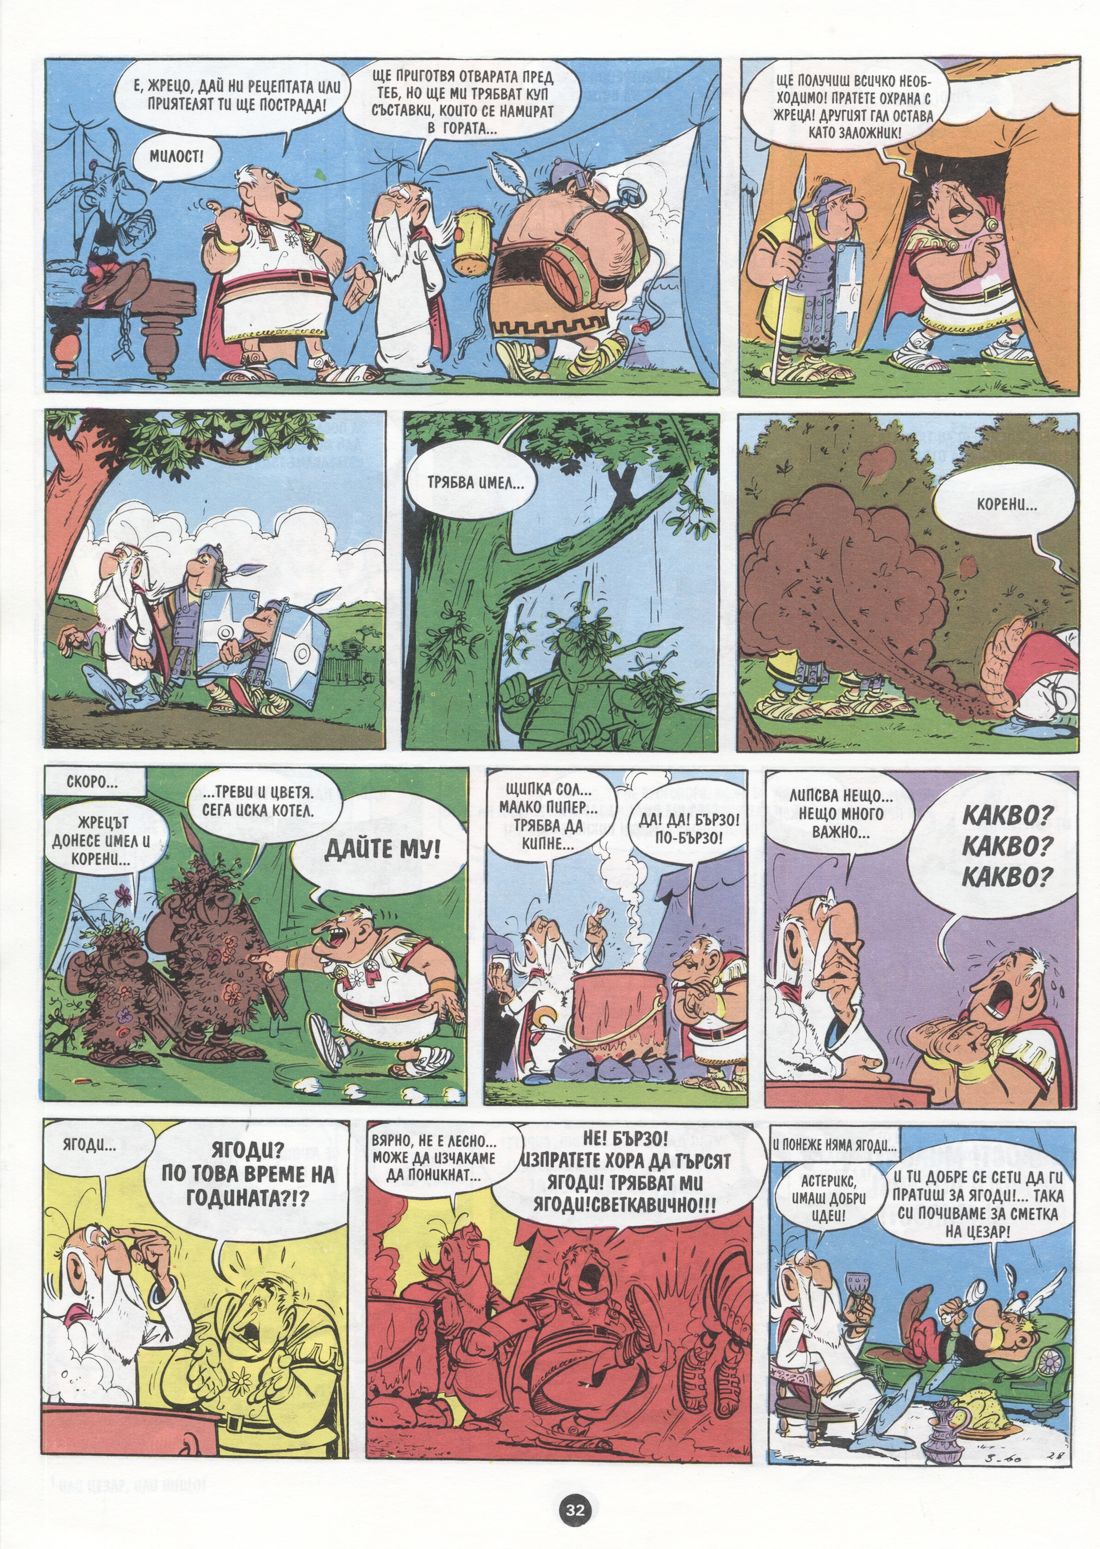 Е, ЖРЕЦО, ДАЙ НИ РЕЦЕПТАТА ИЛИ
ПРИЯТЕЛЯТ ТИ ЩЕ ПОСТРАДА!
МИЛОСТ!
ЩЕ ПРИГОТВЯ ОТВАРАТА ПРЕД
ТЕБ, НО ЩЕ МИ ТРЯБВАТ КУП
СЪСТАВКИ, КОИТО СЕ НАМИРАТ
В ГОРАТА...
ЩЕ ПОЛУЧИШ ВСИЧКО НЕОБ-
ХОДИМО! ПРАТЕТЕ ОХРАНА С
ЖРЕЦА! ДРУГИЯТ ГАЛ ОСТАВА
КАТО ЗАЛОЖНИК!
ТРЯБВА ИМЕЛ...
КОРЕНИ...
СКОРО...
ЖРЕЦЪТ
ДОНЕСЕ ИМЕЛ И
КОРЕНИ...
...ТРЕВИ И ЦВЕТЯ.
СЕГА ИСКА КОТЕЛ.
ДАЙТЕ МУ!
ЩИПКА СОЛ...
МАЛКО ПИПЕР...
ТРЯБВА ДА
КИПНЕ...
ДА! ДА! БЪРЗО!
ПО-БЪРЗО!
ЛИПСВА НЕЩО...
НЕЩО МНОГО
ВАЖНО...
КАКВО?
КАКВО?
КАКВО?
ЯГОДИ...
ЯГОДИ?
ПО ТОВА ВРЕМЕ НА
ГОДИНАТА?!?
ВЯРНО, НЕ Е ЛЕСНО...
МОЖЕ ДА ИЗЧАКАМЕ
ДА ПОНИКНАТ...
НЕ! БЪРЗО!
ИЗПРАТЕТЕ ХОРА ДА ТЪРСЯТ
ЯГОДИ! ТРЯБВАТ МИ
ЯГОДИ!СВЕТКАВИЧНО!!!
И ПОНЕЖЕ НЯМА ЯГОДИ...
АСТЕРИКС,
ИМАШ ДОБРИ
ИДЕИ!
И ТИ ДОБРЕ СЕ СЕТИ ДА ГИ
ПРАТИШ ЗА ЯГОДИ!... ТАКА
СИ ПОЧИВАМЕ ЗА СМЕТКА
НА ЦЕЗАР!
3-60 28
32